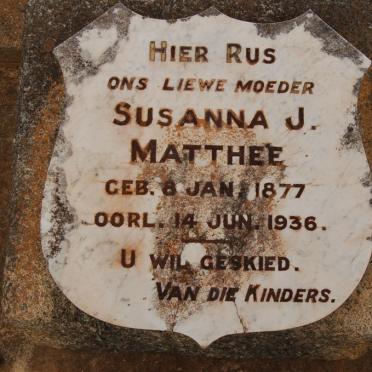 HIER RUS
ONS LIEWE MOEDER
SUSANNA J.
MATTHEE
GEB. 8 JAN. 1877
OORL. 14 JUN. 1936.
U WIL GESKIED.
VAN DIE KINDERS.